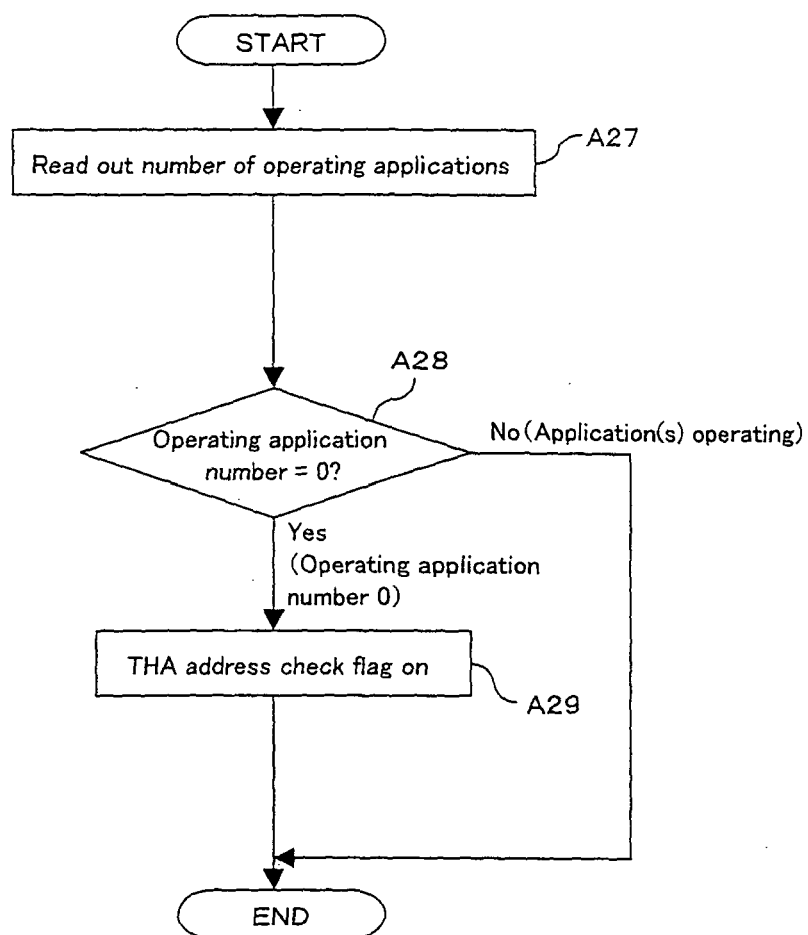 START
A27
Read out number of operating applications
A28
Operating application
number = 0?
No (Application(s) operating)
Yes
(Operating application
number 0)
THA address check flag on
A29
END